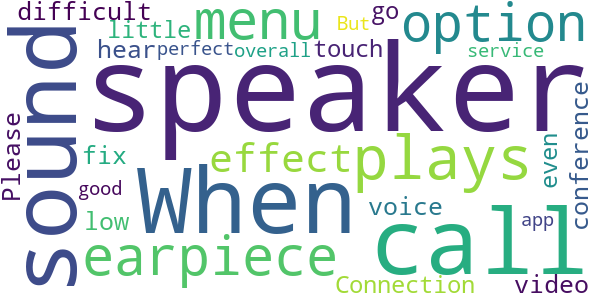 difficult
little
menu
But
go
option
hear
perfect
overall
touch
service
sound
speaker
Please
fix
effect
plays
even
conference
good
When
low
voice
call
app
earpiece
Connection
video